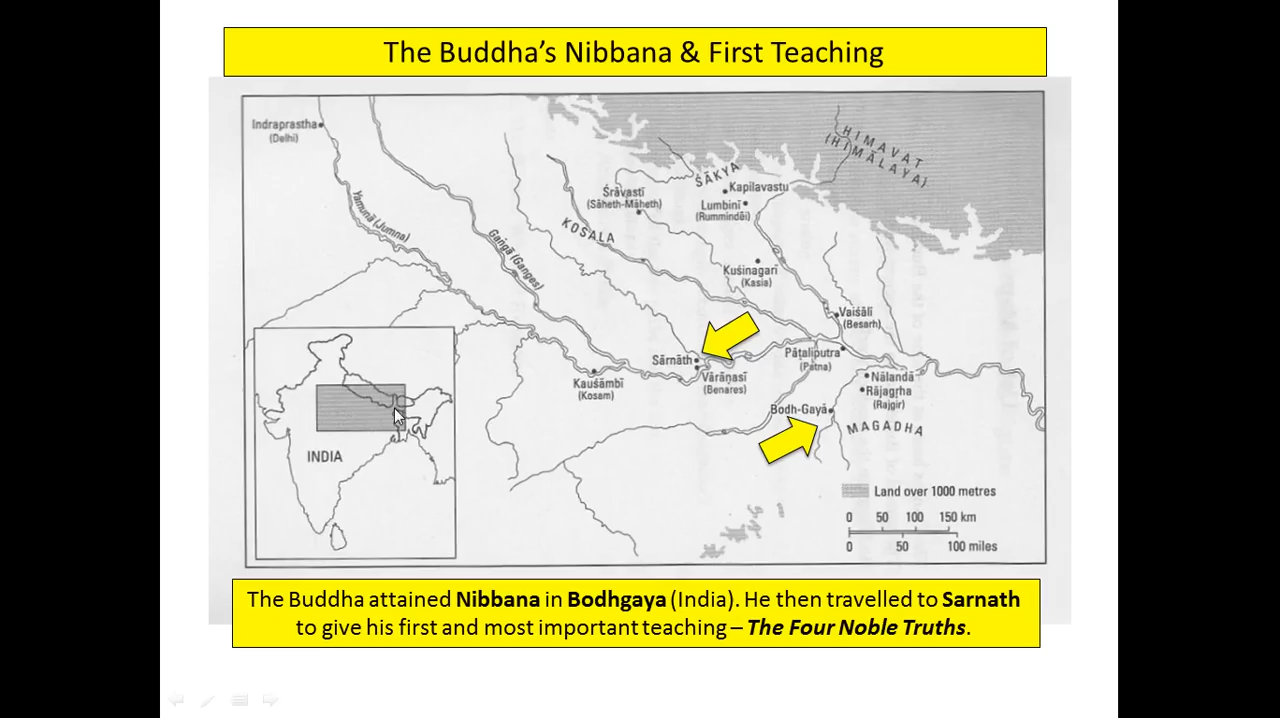 The Buddha's Nibbana & First Teaching
Indraprastha
(Delhi)
HIMAVAT
(HIMĀLAYA)
ŚĀKYA
Kapilavastu
Śrāvastī
(Sāheth-Māheth)
Lumbinī
(Rummindēi)
Yamunā (Jumna)
KOŚALA
Gaṅgā (Ganges)
Kuśinagarī
(Kasia)
Vaiśālī
(Besarh)
Sārnāth
Pāṭaliputra
(Patna)
Kauśāmbī
(Kosam)
Vārāṇasī
(Benares)
Nālandā
Rājagṛha
(Rajgir)
Bodh-Gayā
MAGADHA
INDIA
Land over 1000 metres
0 50 100 150 km
0 50 100 miles
The Buddha attained Nibbana in Bodhgaya (India). He then travelled to Sarnath
to give his first and most important teaching – The Four Noble Truths.